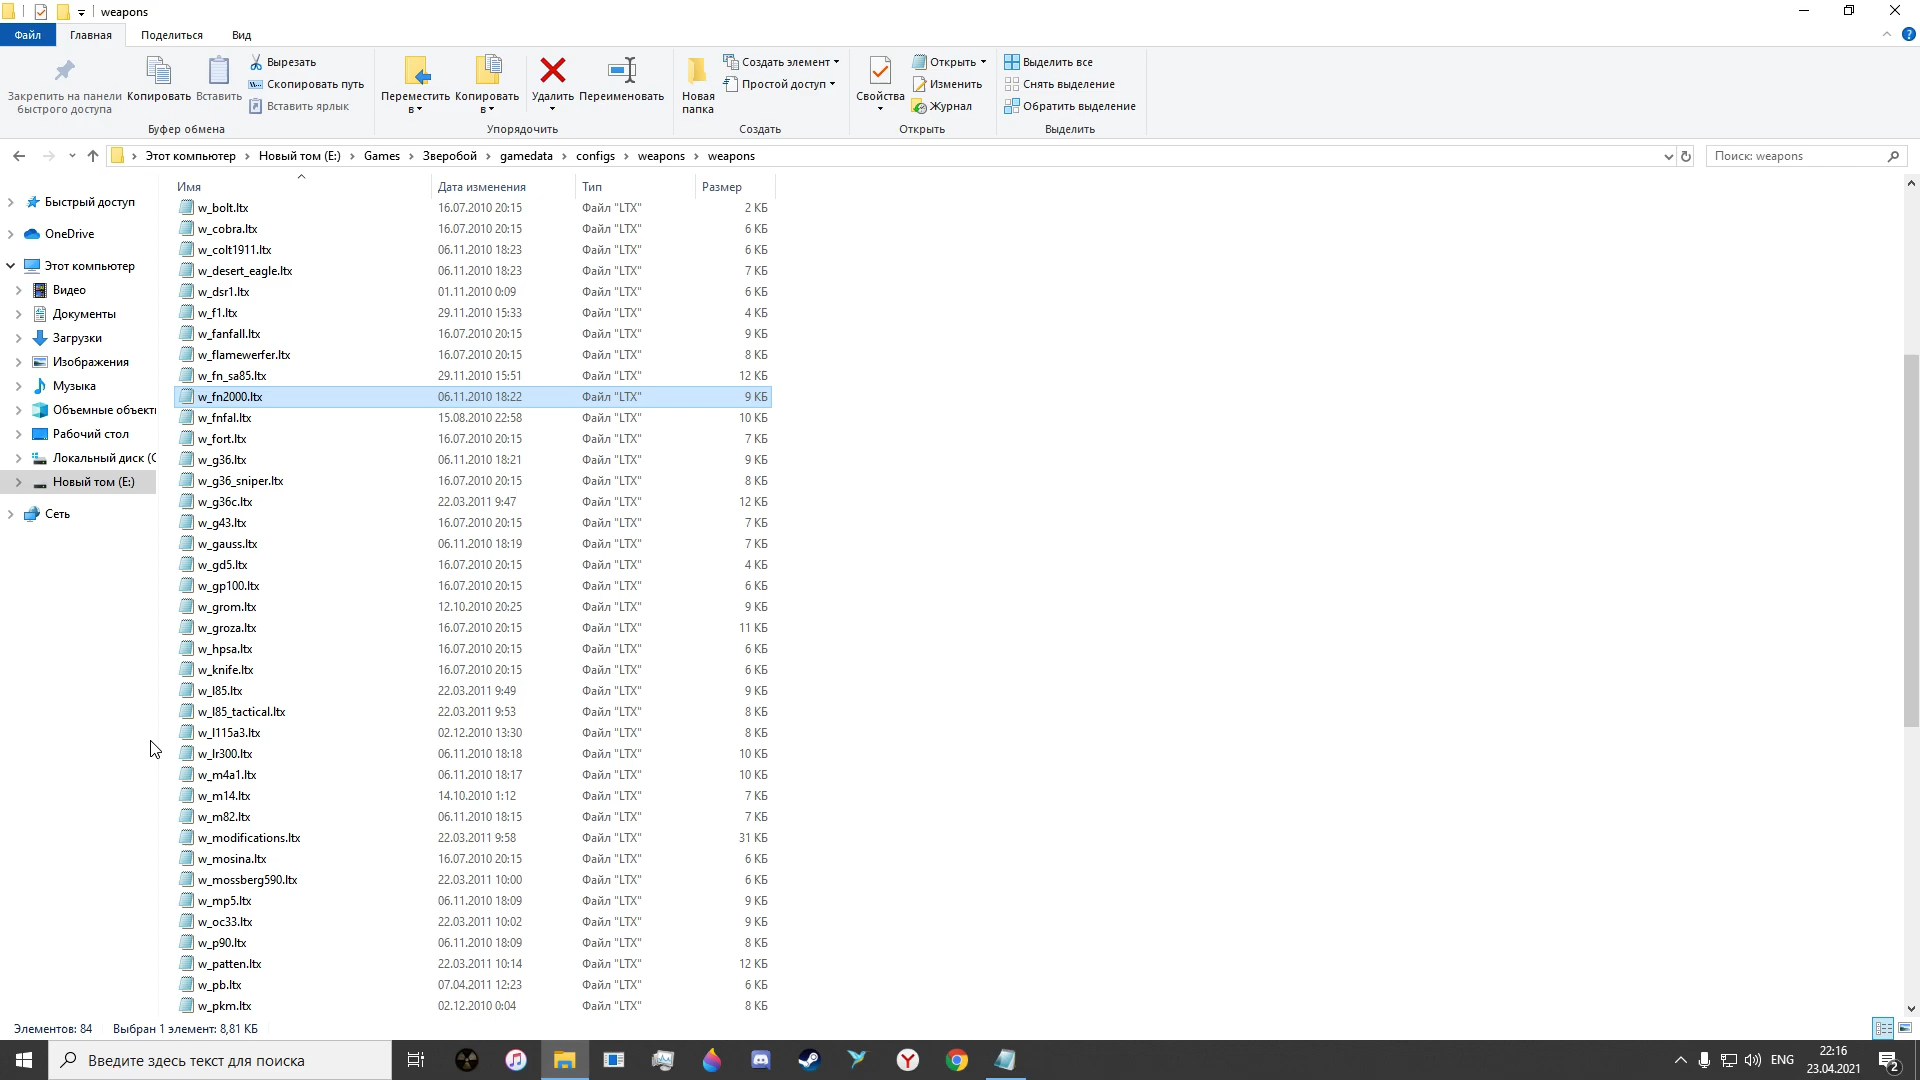 weapons
Файл Главная Поделиться Вид
Закрепить на панели быстрого доступа
Копировать
Вставить
Вырезать
Скопировать путь
Вставить ярлык
Буфер обмена
Переместить в
Копировать в
Удалить
Переименовать
Упорядочить
Новая папка
Создать элемент
Простой доступ
Создать
Свойства
Открыть
Изменить
Журнал
Открыть
Выделить все
Снять выделение
Обратить выделение
Выделить
Этот компьютер › Новый том (E:) › Games › Зверобой › gamedata › configs › weapons › weapons
Поиск: weapons
Быстрый доступ
OneDrive
Этот компьютер
Видео
Документы
Загрузки
Изображения
Музыка
Объемные объект
Рабочий стол
Локальный диск (C
Новый том (E:)
Сеть
Имя Дата изменения Тип Размер
w_bolt.ltx 16.07.2010 20:15 Файл "LTX" 2 КБ
w_cobra.ltx 16.07.2010 20:15 Файл "LTX" 6 КБ
w_colt1911.ltx 06.11.2010 18:23 Файл "LTX" 6 КБ
w_desert_eagle.ltx 06.11.2010 18:23 Файл "LTX" 7 КБ
w_dsr1.ltx 01.11.2010 0:09 Файл "LTX" 6 КБ
w_f1.ltx 29.11.2010 15:33 Файл "LTX" 4 КБ
w_fanfall.ltx 16.07.2010 20:15 Файл "LTX" 9 КБ
w_flamewerfer.ltx 16.07.2010 20:15 Файл "LTX" 8 КБ
w_fn_sa85.ltx 29.11.2010 15:51 Файл "LTX" 12 КБ
w_fn2000.ltx 06.11.2010 18:22 Файл "LTX" 9 КБ
w_fnfal.ltx 15.08.2010 22:58 Файл "LTX" 10 КБ
w_fort.ltx 16.07.2010 20:15 Файл "LTX" 7 КБ
w_g36.ltx 06.11.2010 18:21 Файл "LTX" 9 КБ
w_g36_sniper.ltx 16.07.2010 20:15 Файл "LTX" 8 КБ
w_g36c.ltx 22.03.2011 9:47 Файл "LTX" 12 КБ
w_g43.ltx 16.07.2010 20:15 Файл "LTX" 7 КБ
w_gauss.ltx 06.11.2010 18:19 Файл "LTX" 7 КБ
w_gd5.ltx 16.07.2010 20:15 Файл "LTX" 4 КБ
w_gp100.ltx 16.07.2010 20:15 Файл "LTX" 6 КБ
w_grom.ltx 12.10.2010 20:25 Файл "LTX" 9 КБ
w_groza.ltx 16.07.2010 20:15 Файл "LTX" 11 КБ
w_hpsa.ltx 16.07.2010 20:15 Файл "LTX" 6 КБ
w_knife.ltx 16.07.2010 20:15 Файл "LTX" 6 КБ
w_l85.ltx 22.03.2011 9:49 Файл "LTX" 9 КБ
w_l85_tactical.ltx 22.03.2011 9:53 Файл "LTX" 8 КБ
w_l115a3.ltx 02.12.2010 13:30 Файл "LTX" 8 КБ
w_lr300.ltx 06.11.2010 18:18 Файл "LTX" 10 КБ
w_m4a1.ltx 06.11.2010 18:17 Файл "LTX" 10 КБ
w_m14.ltx 14.10.2010 1:12 Файл "LTX" 7 КБ
w_m82.ltx 06.11.2010 18:15 Файл "LTX" 7 КБ
w_modifications.ltx 22.03.2011 9:58 Файл "LTX" 31 КБ
w_mosina.ltx 16.07.2010 20:15 Файл "LTX" 6 КБ
w_mossberg590.ltx 22.03.2011 10:00 Файл "LTX" 6 КБ
w_mp5.ltx 06.11.2010 18:09 Файл "LTX" 9 КБ
w_oc33.ltx 22.03.2011 10:02 Файл "LTX" 9 КБ
w_p90.ltx 06.11.2010 18:09 Файл "LTX" 8 КБ
w_patten.ltx 22.03.2011 10:14 Файл "LTX" 12 КБ
w_pb.ltx 07.04.2011 12:23 Файл "LTX" 6 КБ
w_pkm.ltx 02.12.2010 0:04 Файл "LTX" 8 КБ
Элементов: 84 Выбран 1 элемент: 8,81 КБ
Введите здесь текст для поиска
ENG
22:16
23.04.2021
2